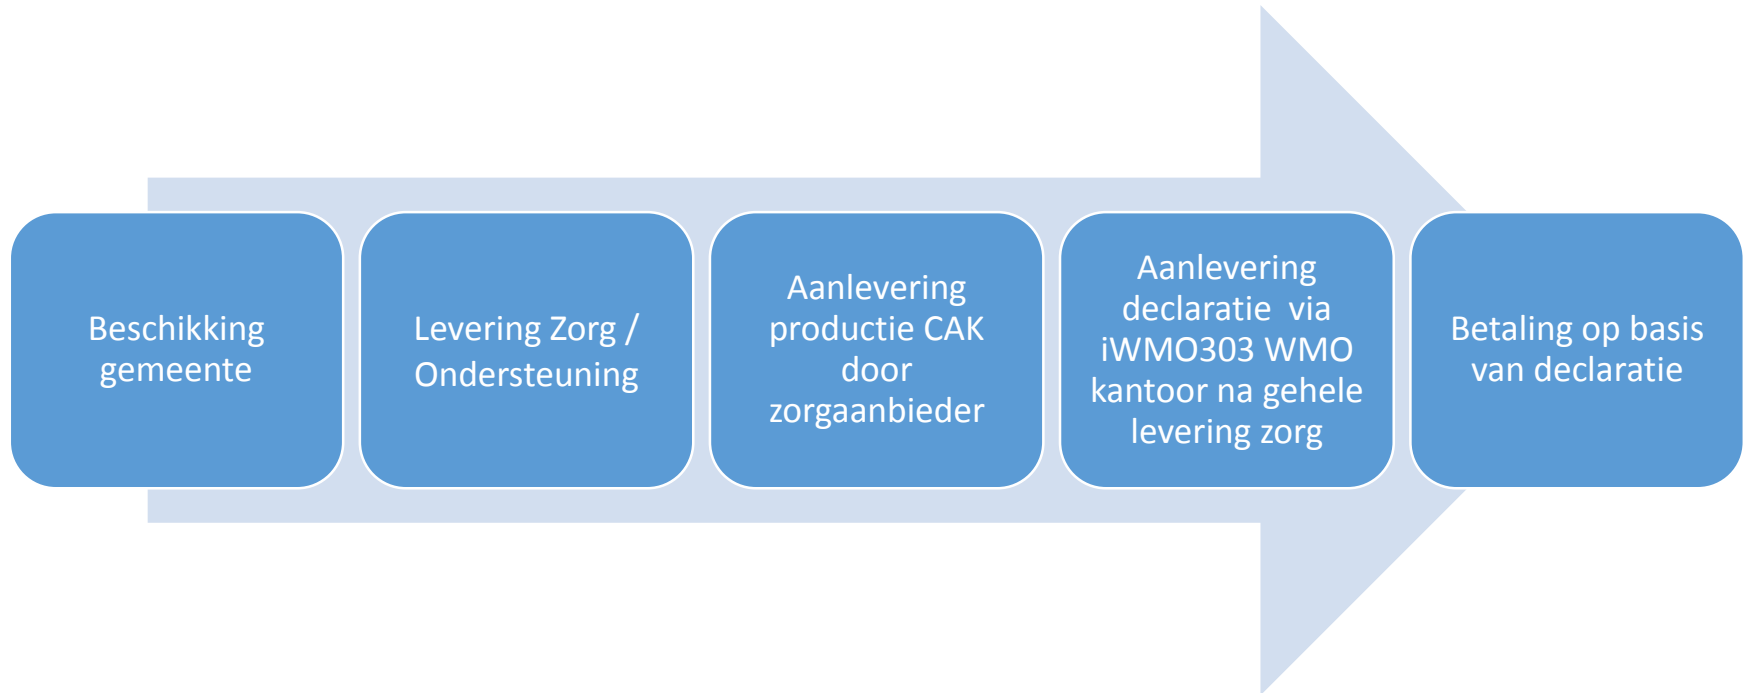 Beschikking
gemeente
Levering Zorg /
Ondersteuning
Aanlevering
productie CAK
door
zorgaanbieder
Aanlevering
declaratie  via
iWMO303 WMO
kantoor na gehele
levering zorg
Betaling op basis
van declaratie